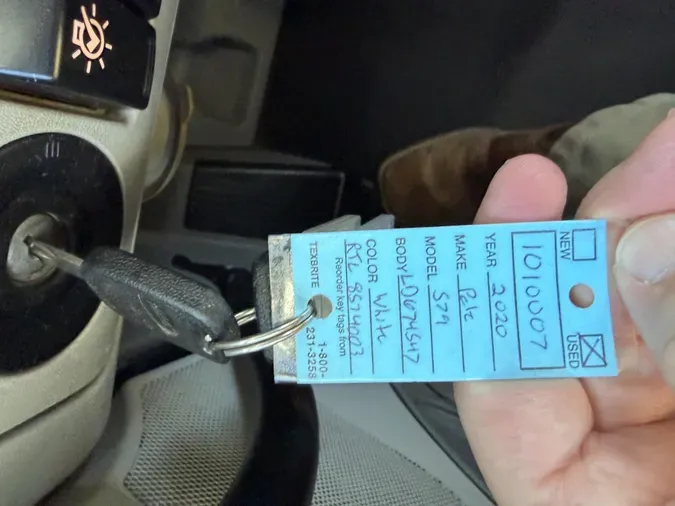 NEW USED
1010007
YEAR 2020
MAKE Pete
MODEL 579
BODY LD674547
COLOR White
RTL 8574003
Reorder key tags from
TEXBRITE 1-800-231-3258